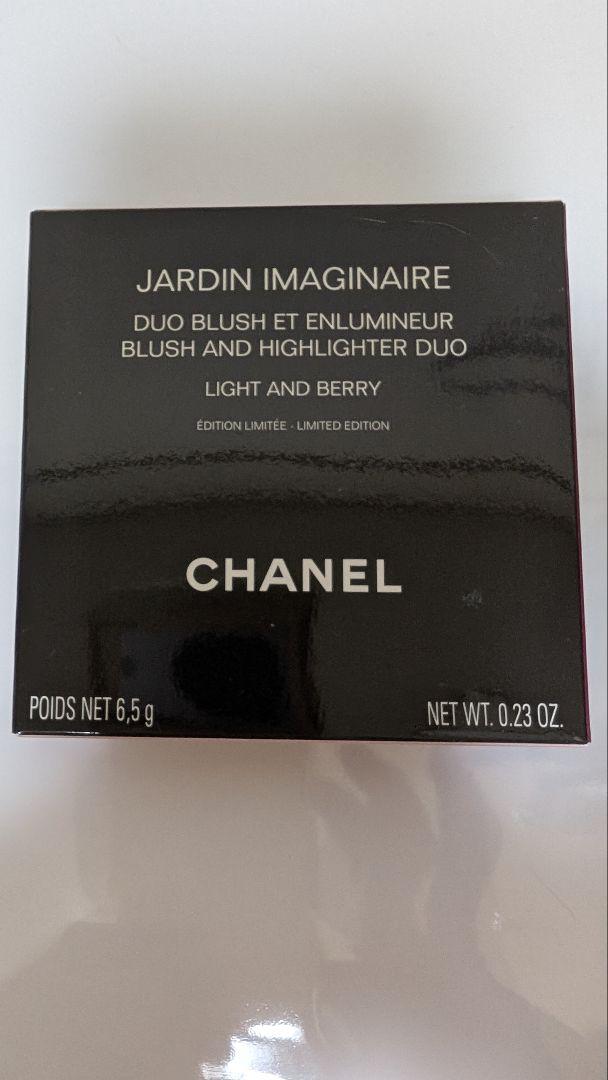 JARDIN IMAGINAIRE
DUO BLUSH ET ENLUMINEUR
BLUSH AND HIGHLIGHTER DUO
LIGHT AND BERRY
ÉDITION LIMITÉE - LIMITED EDITION
CHANEL
POIDS NET 6,5 g
NET WT. 0.23 OZ.